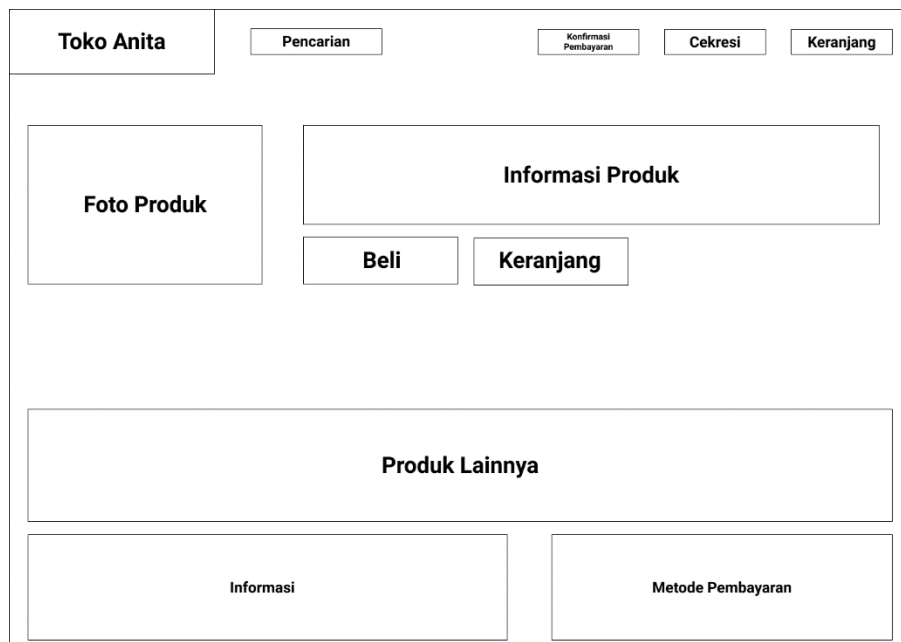 Toko Anita
Pencarian
Konfirmasi
Pembayaran
Cekresi
Keranjang
Foto Produk
Informasi Produk
Beli
Keranjang
Produk Lainnya
Informasi
Metode Pembayaran